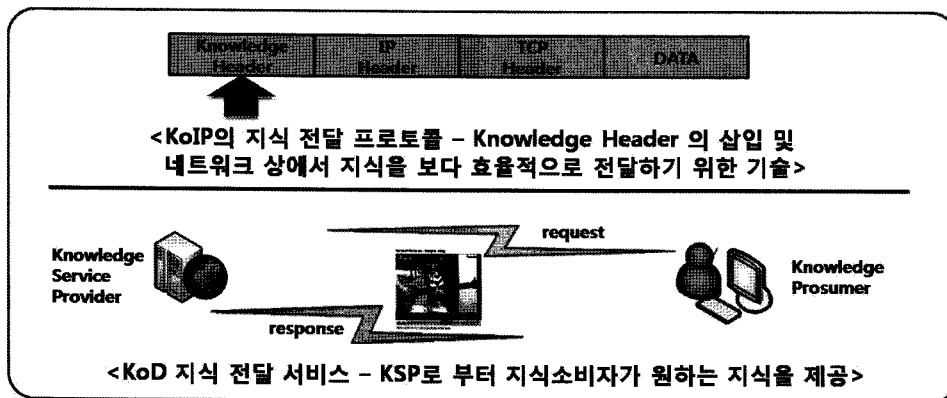 Knowledge Header
IP Header
TCP Header
DATA
<KoIP의 지식 전달 프로토콜 – Knowledge Header 의 삽입 및
네트워크 상에서 지식을 보다 효율적으로 전달하기 위한 기술>
request
Knowledge
Service
Provider
Knowledge
Prosumer
response
<KoD 지식 전달 서비스 – KSP로 부터 지식소비자가 원하는 지식을 제공>